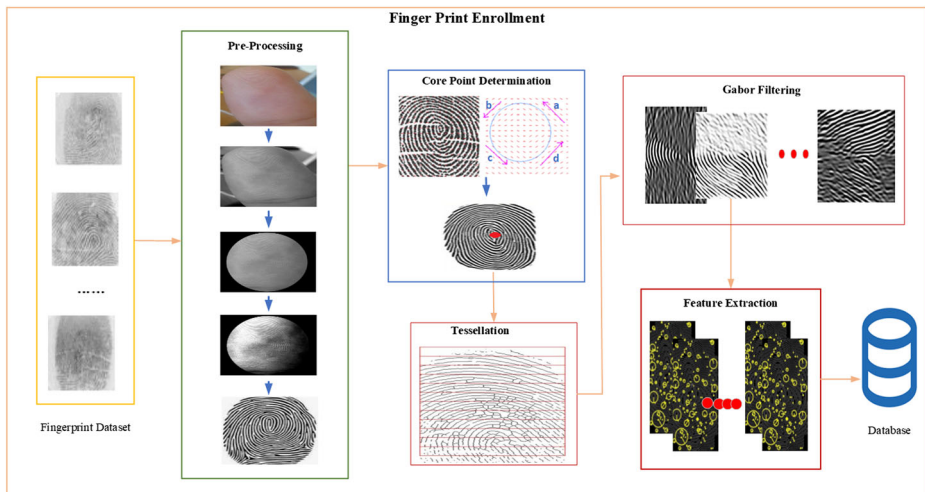 Finger Print Enrollment
Pre-Processing
Core Point Determination
b
a
c
d
Gabor Filtering
......
Tessellation
Feature Extraction
Fingerprint Dataset
Database